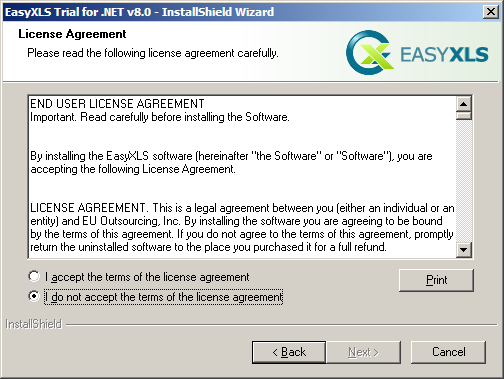 EasyXLS Trial for .NET v8.0 - InstallShield Wizard
License Agreement
Please read the following license agreement carefully.
EASYXLS
END USER LICENSE AGREEMENT
Important. Read carefully before installing the Software.
By installing the EasyXLS software (hereinafter "the Software" or "Software"), you are
accepting the following License Agreement.
LICENSE AGREEMENT. This is a legal agreement between you (either an individual or an
entity) and EU Outsourcing, Inc. By installing the software you are agreeing to be bound
by the terms of this agreement. If you do not agree to the terms of this agreement, promptly
return the uninstalled software to the place you purchased it for a full refund.
I accept the terms of the license agreement
Print
I do not accept the terms of the license agreement
InstallShield
< Back
Next >
Cancel